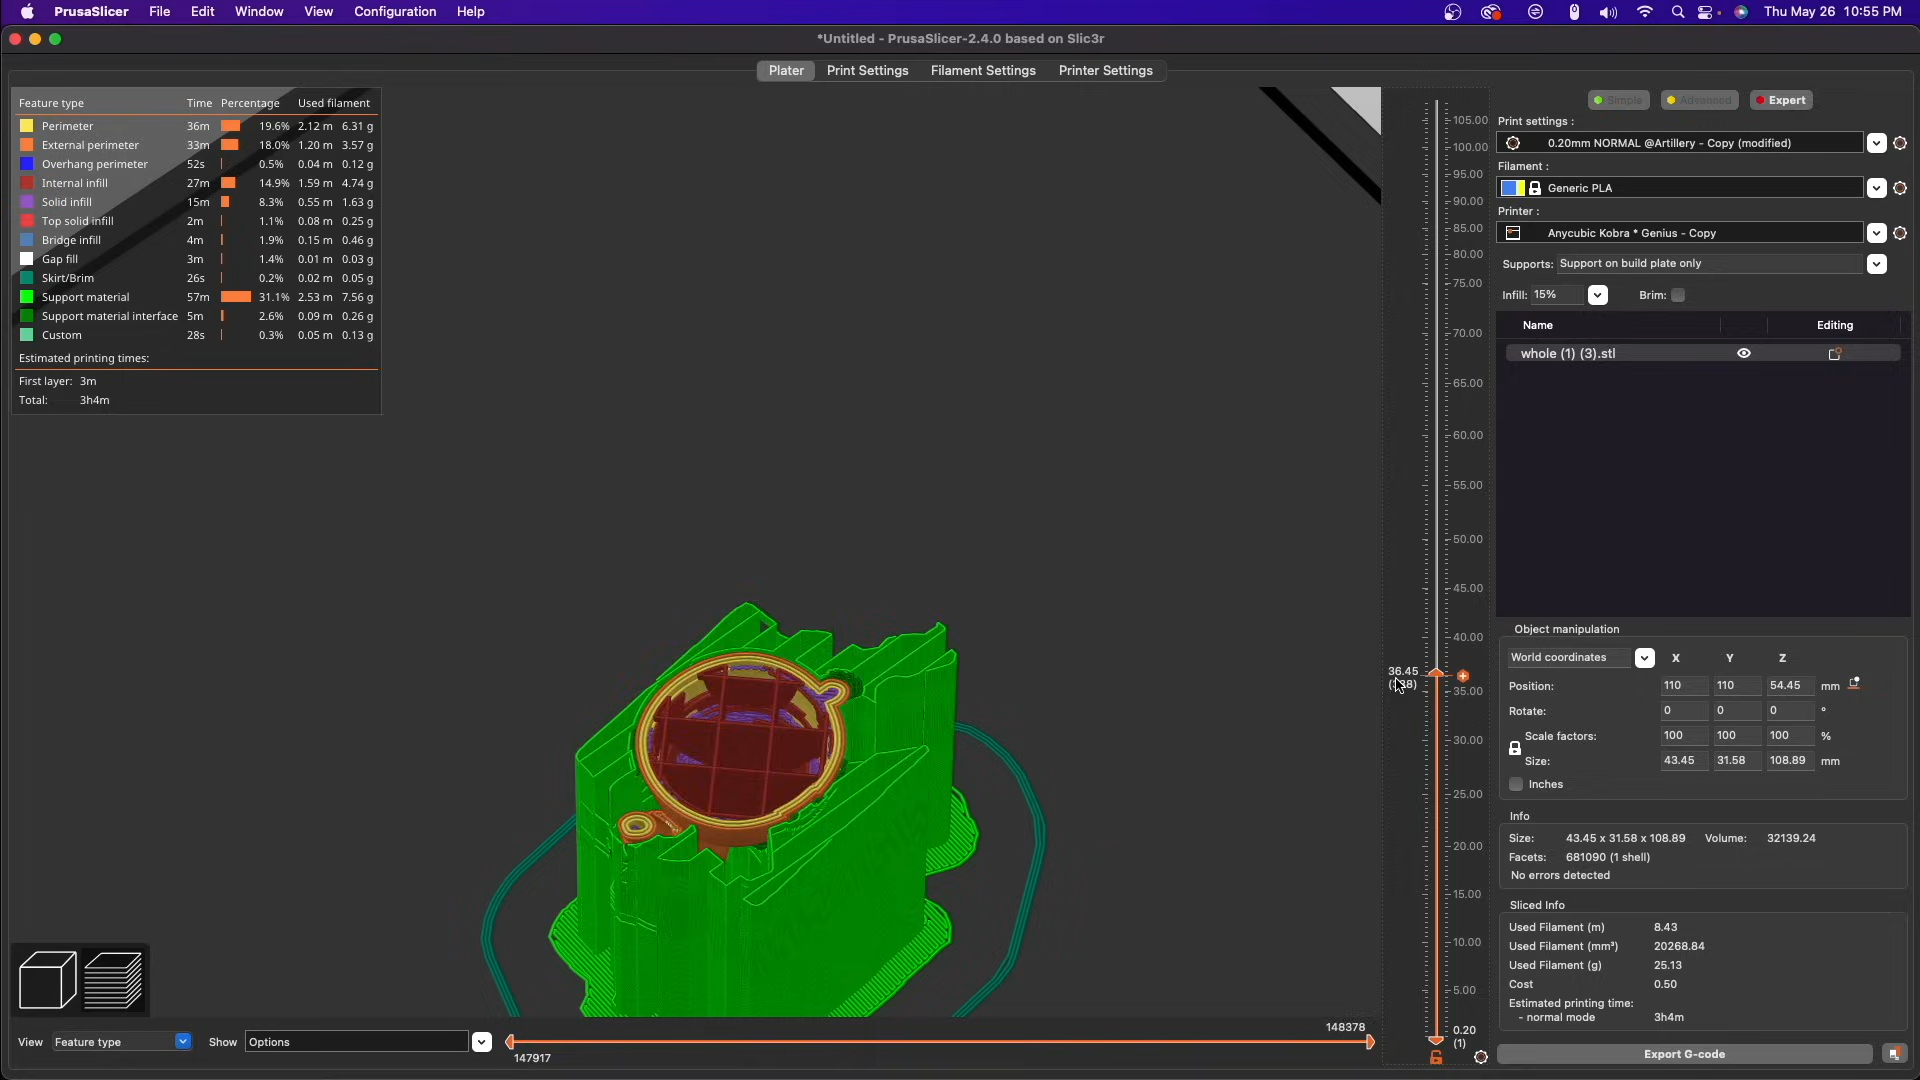 PrusaSlicer File Edit Window View Configuration Help Thu May 26 10:55 PM
*Untitled - PrusaSlicer-2.4.0 based on Slic3r
Plater Print Settings Filament Settings Printer Settings
Feature type Time Percentage Used filament
Perimeter 36m 19.6% 2.12 m 6.31 g
External perimeter 33m 18.0% 1.20 m 3.57 g
Overhang perimeter 52s 0.5% 0.04 m 0.12 g
Internal infill 27m 14.9% 1.59 m 4.74 g
Solid infill 15m 8.3% 0.55 m 1.63 g
Top solid infill 2m 1.1% 0.08 m 0.25 g
Bridge infill 4m 1.9% 0.15 m 0.46 g
Gap fill 3m 1.4% 0.01 m 0.03 g
Skirt/Brim 26s 0.2% 0.02 m 0.05 g
Support material 57m 31.1% 2.53 m 7.56 g
Support material interface 5m 2.6% 0.09 m 0.26 g
Custom 28s 0.3% 0.05 m 0.13 g
Estimated printing times:
First layer: 3m
Total: 3h4m
105.00
100.00
95.00
90.00
85.00
80.00
75.00
70.00
65.00
60.00
55.00
50.00
45.00
40.00
36.45
35.00
30.00
25.00
20.00
15.00
10.00
5.00
0.20
(1)
Simple Advanced Expert
Print settings :
0.20mm NORMAL @Artillery - Copy (modified)
Filament :
Generic PLA
Printer :
Anycubic Kobra * Genius - Copy
Supports: Support on build plate only
Infill: 15% Brim:
Name Editing
whole (1) (3).stl
Object manipulation
World coordinates X Y Z
Position: 110 110 54.45 mm
Rotate: 0 0 0 °
Scale factors: 100 100 100 %
Size: 43.45 31.58 108.89 mm
Inches
Info
Size: 43.45 x 31.58 x 108.89 Volume: 32139.24
Facets: 681090 (1 shell)
No errors detected
Sliced Info
Used Filament (m) 8.43
Used Filament (mm³) 20268.84
Used Filament (g) 25.13
Cost 0.50
Estimated printing time:
- normal mode 3h4m
Export G-code
View Feature type Show Options
148378
147917